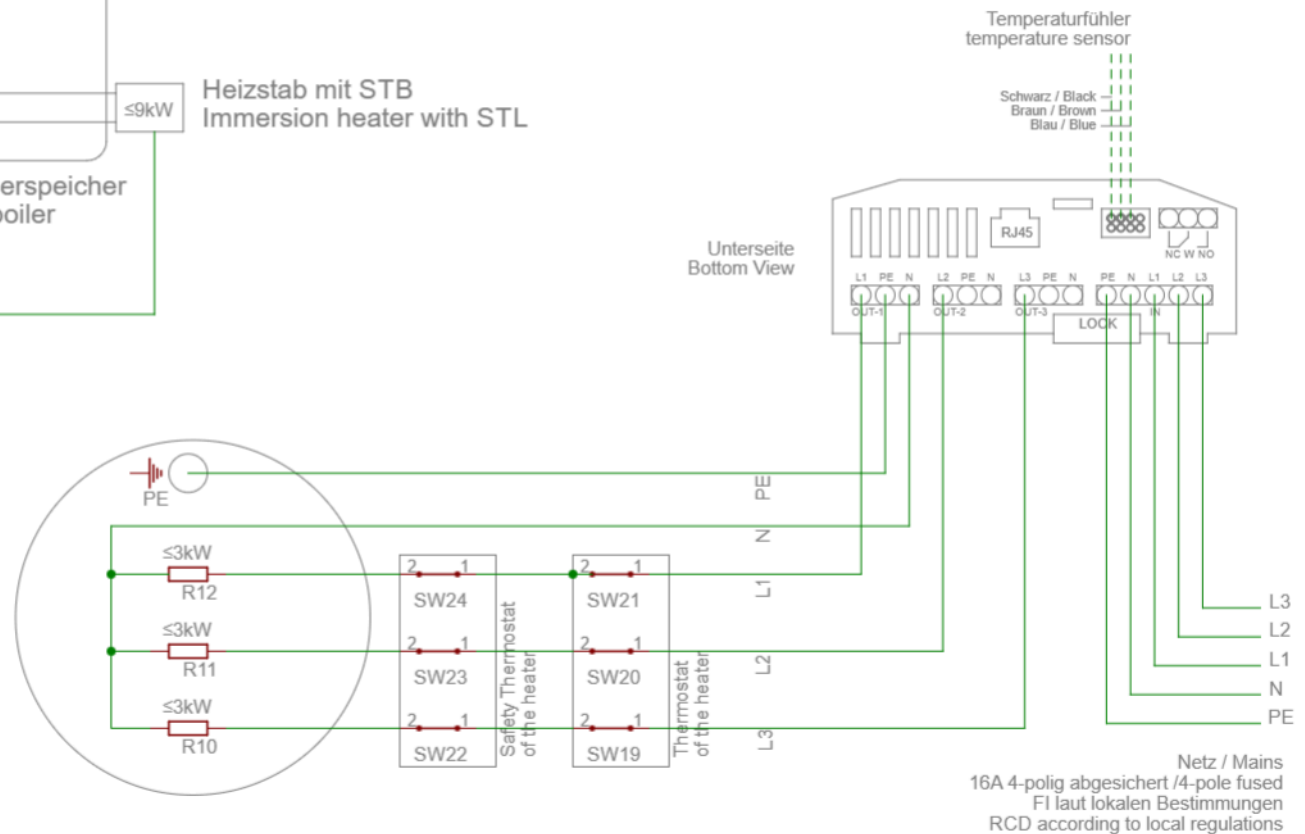 Temperaturfühler
temperature sensor
Schwarz / Black
Braun / Brown
Blau / Blue
≤9kW
Heizstab mit STB
Immersion heater with STL
erspeicher
oiler
Unterseite
Bottom View
RJ45
NC W NO
L1 PE N L2 PE N L3 PE N PE N L1 L2 L3
OUT-1 OUT-2 OUT-3 IN
LOCK
PE
PE
N
≤3kW
R12
2 1
SW24
2 1
SW21
L1
≤3kW
R11
2 1
SW23
2 1
SW20
L2
≤3kW
R10
2 1
SW22
2 1
SW19
L3
Safety Thermostat
of the heater
Thermostat
of the heater
L3
L2
L1
N
PE
Netz / Mains
16A 4-polig abgesichert /4-pole fused
FI laut lokalen Bestimmungen
RCD according to local regulations